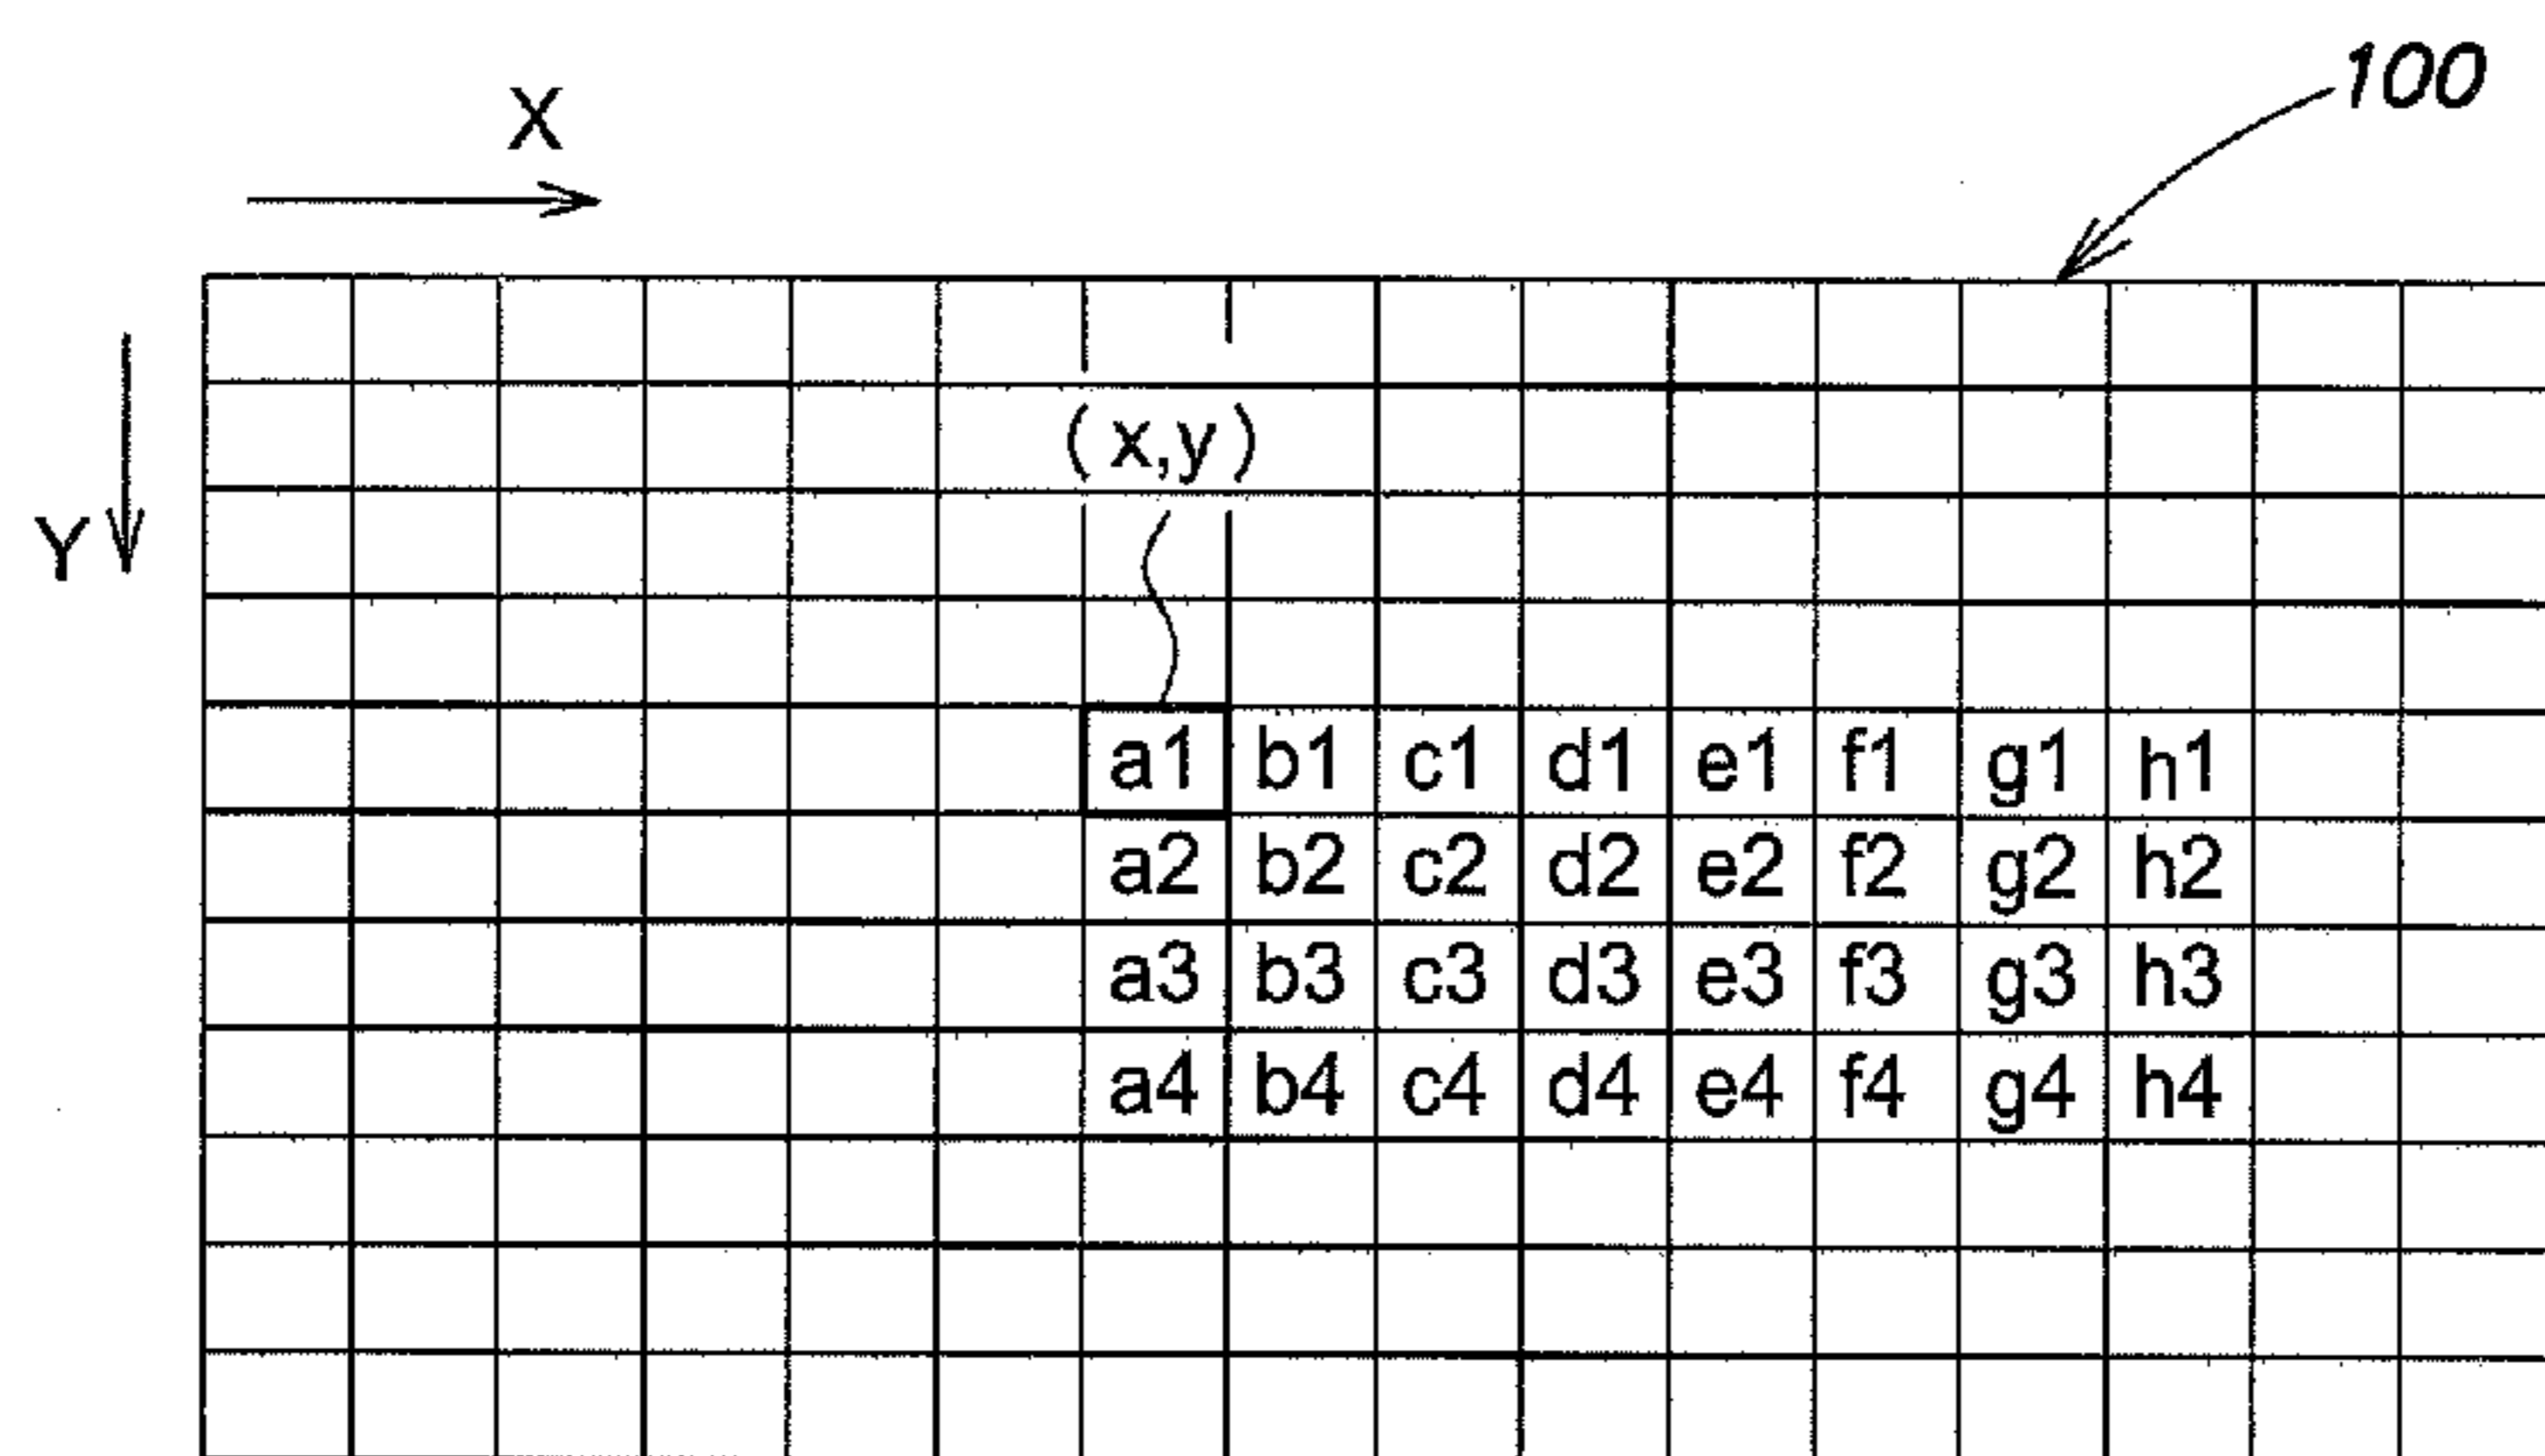 100
X
(x,y)
Y
a1 b1 c1 d1 e1 f1 g1 h1
a2 b2 c2 d2 e2 f2 g2 h2
a3 b3 c3 d3 e3 f3 g3 h3
a4 b4 c4 d4 e4 f4 g4 h4